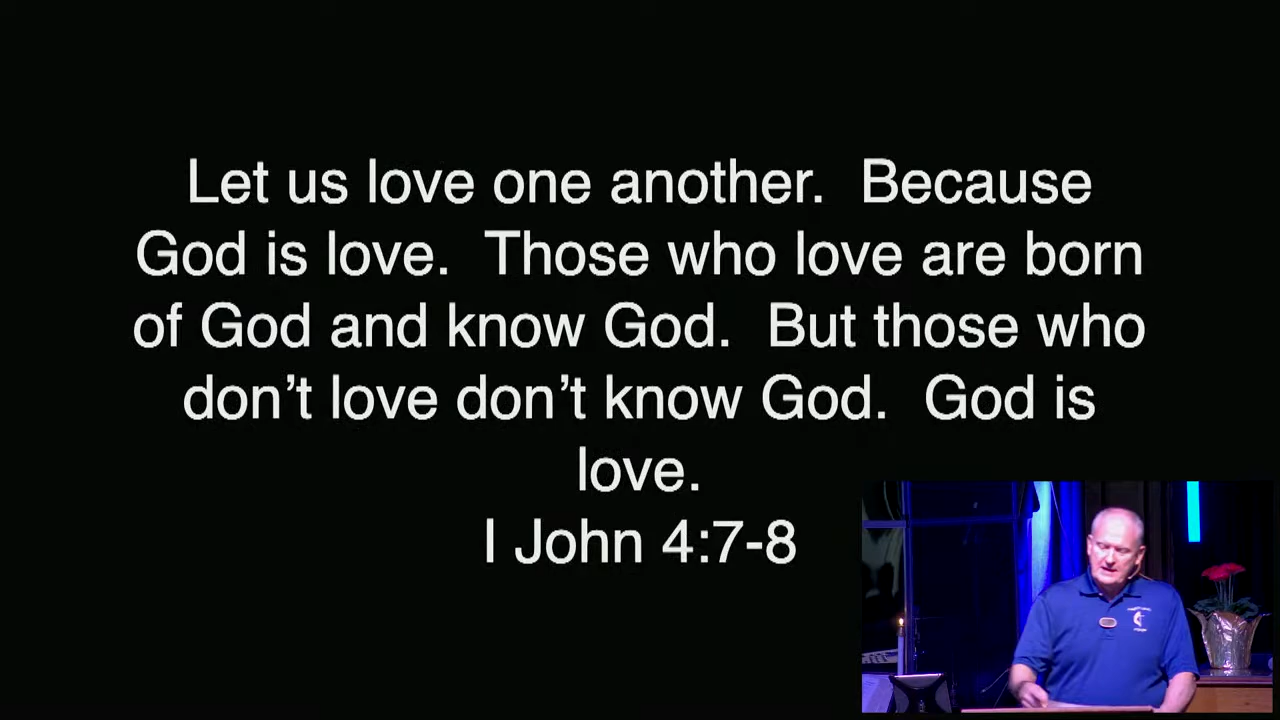 Let us love one another.  Because
God is love.  Those who love are born
of God and know God.  But those who
don’t love don’t know God.  God is
love.
I John 4:7-8